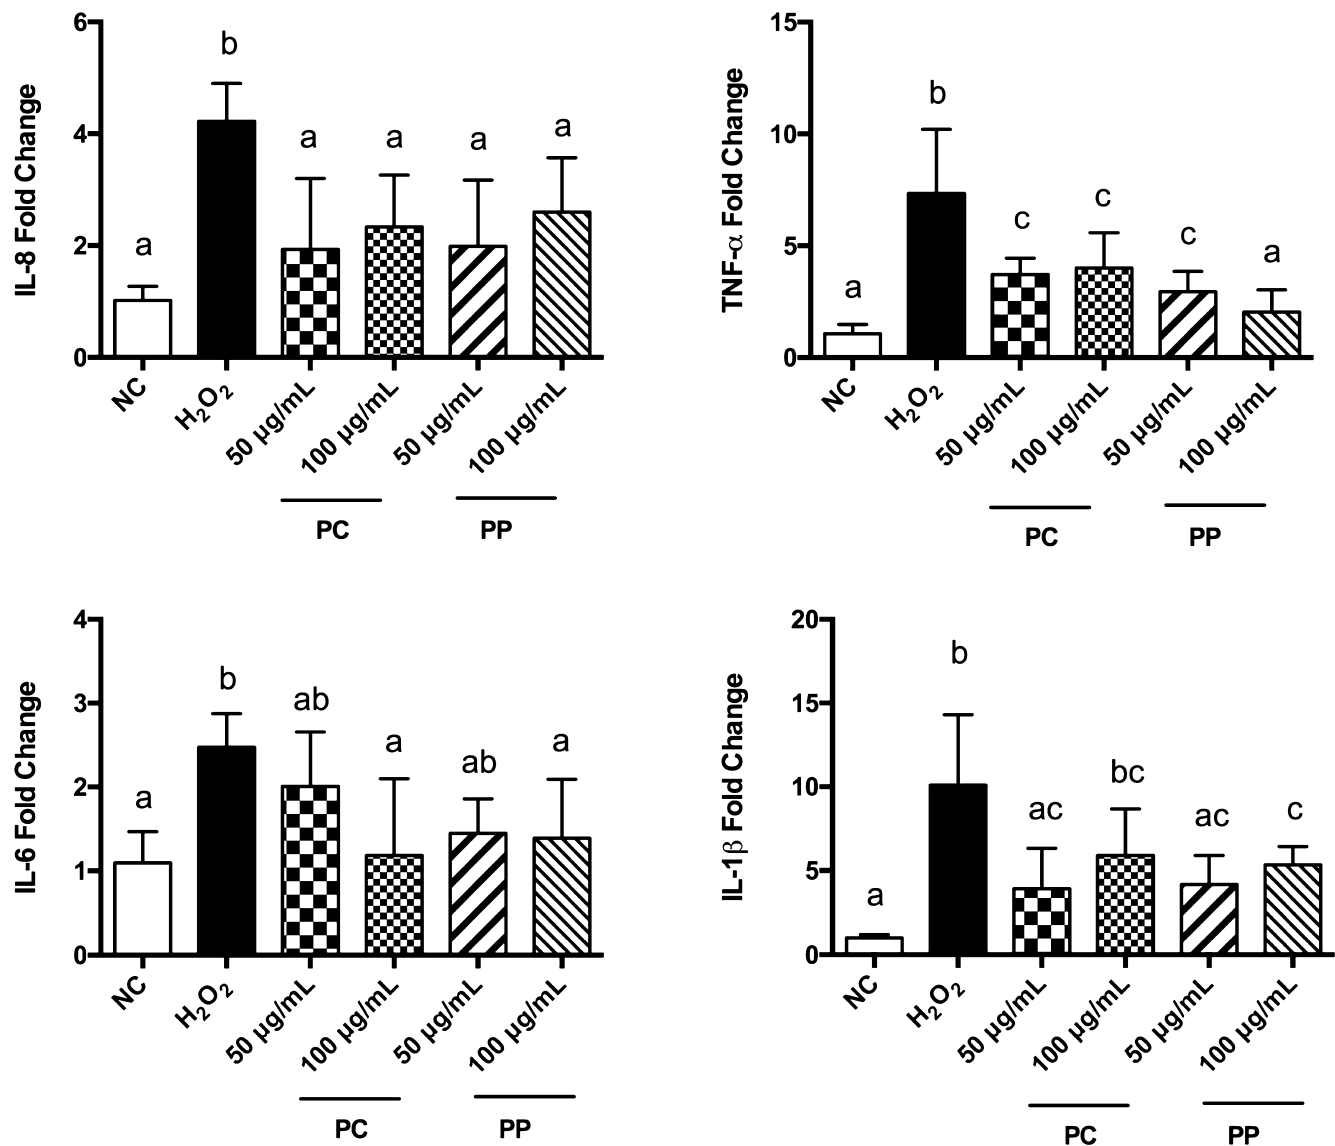 IL-8 Fold Change
6
4
2
0
a
b
a
a
a
a
NC
H₂O₂
50 µg/mL
100 µg/mL
50 µg/mL
100 µg/mL
PC
PP
TNF-α Fold Change
15
10
5
0
a
b
c
c
c
a
NC
H₂O₂
50 µg/mL
100 µg/mL
50 µg/mL
100 µg/mL
PC
PP
IL-6 Fold Change
4
3
2
1
0
a
b
ab
a
ab
a
NC
H₂O₂
50 µg/mL
100 µg/mL
50 µg/mL
100 µg/mL
PC
PP
IL-1β Fold Change
20
15
10
5
0
a
b
ac
bc
ac
c
NC
H₂O₂
50 µg/mL
100 µg/mL
50 µg/mL
100 µg/mL
PC
PP